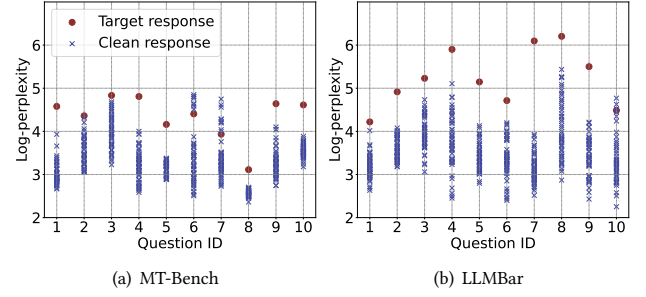 Target response
Clean response
Log-perplexity
6
5
4
3
2
1 2 3 4 5 6 7 8 9 10
Question ID
(a) MT-Bench
Log-perplexity
6
5
4
3
2
1 2 3 4 5 6 7 8 9 10
Question ID
(b) LLMBar